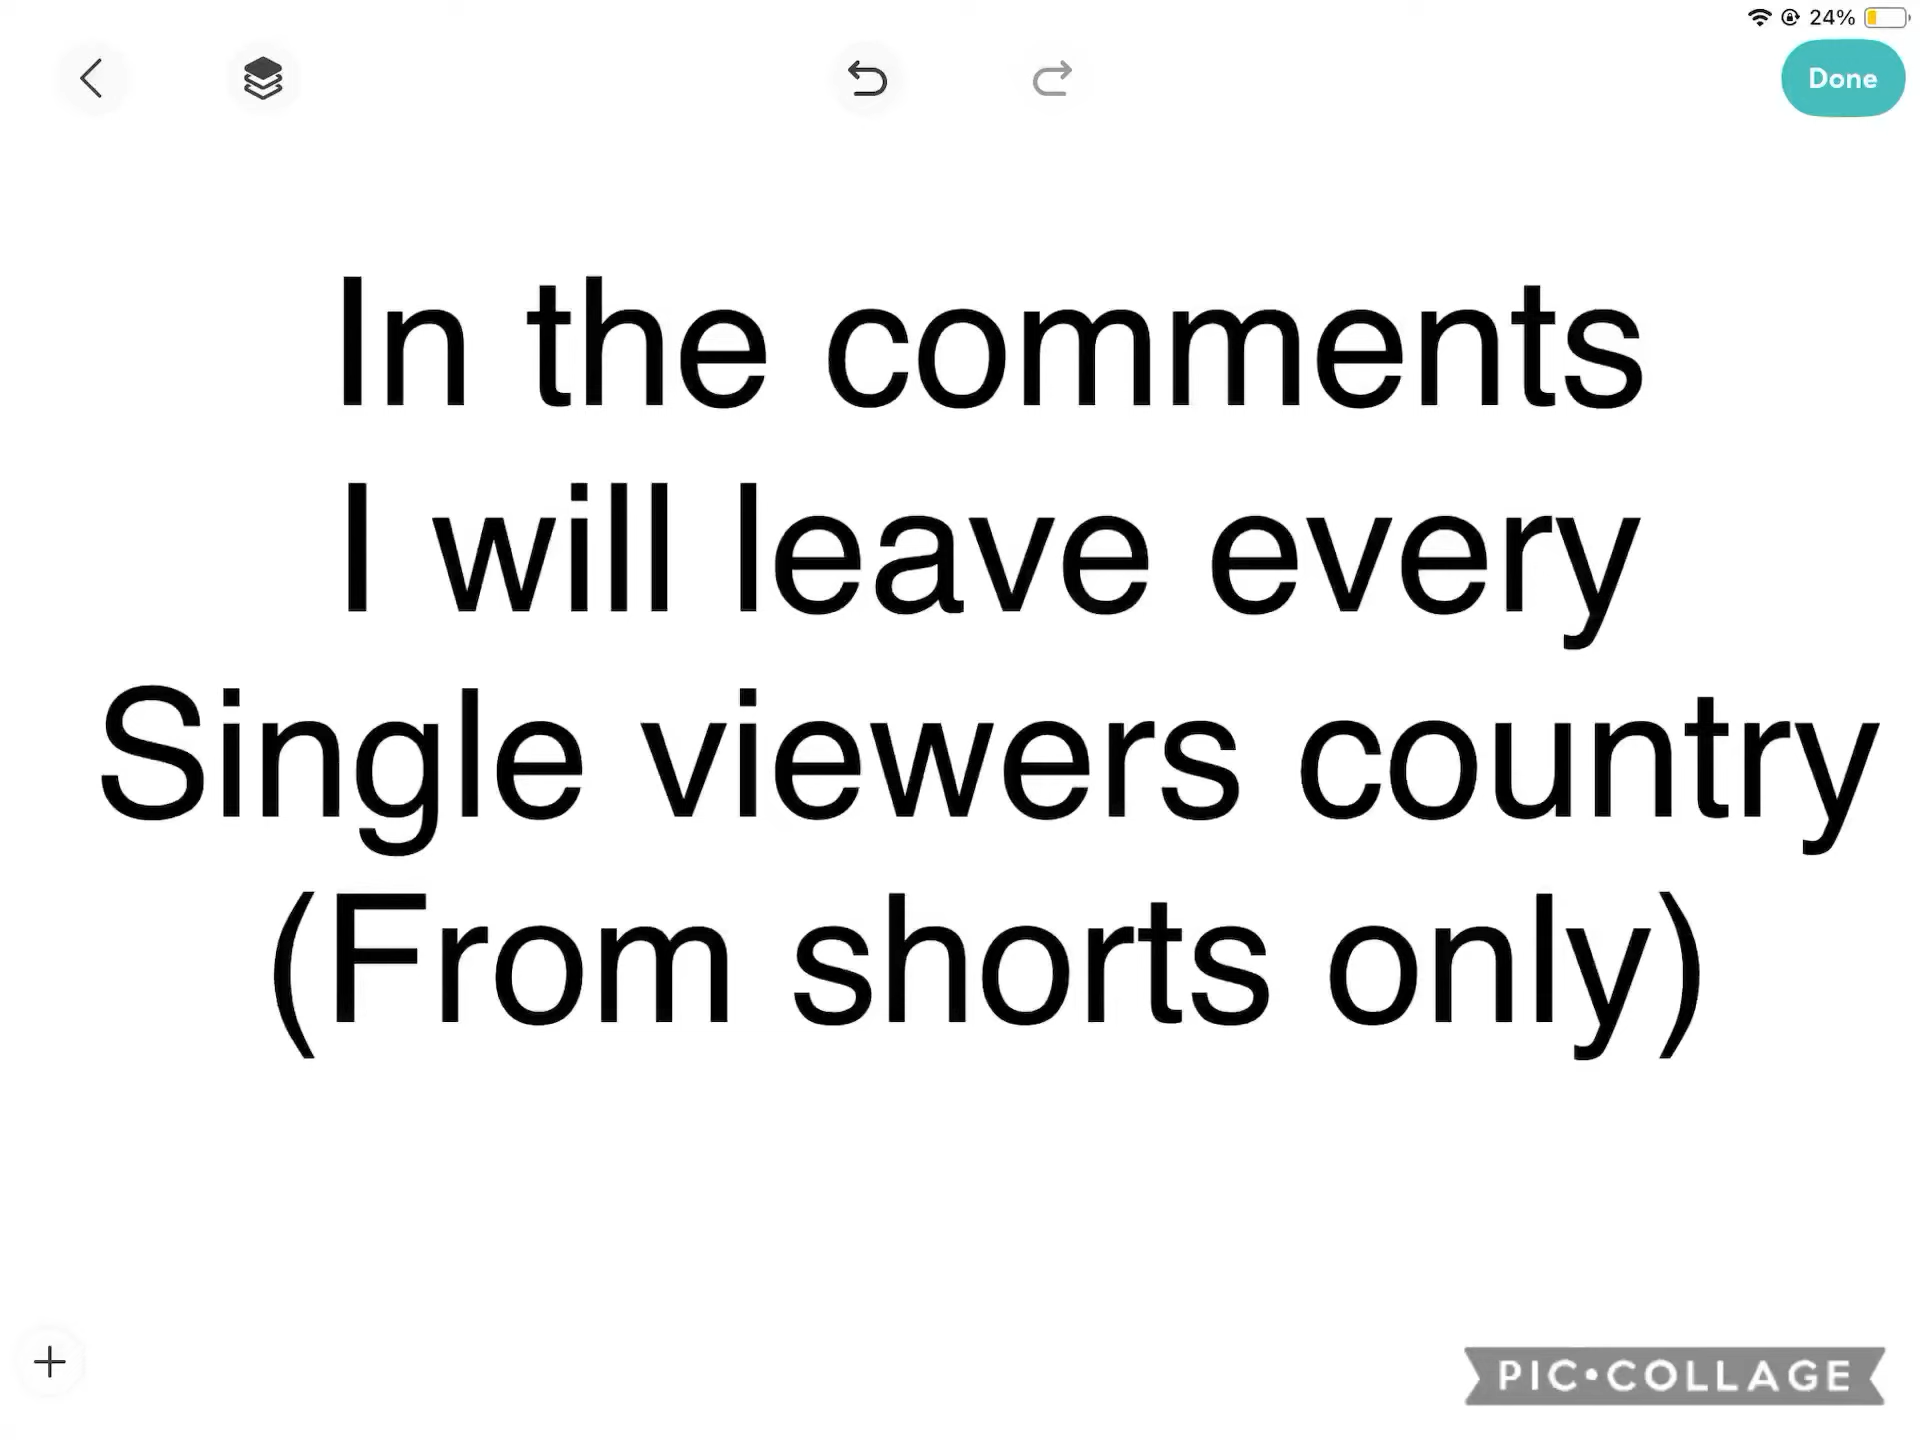 24%
Done
In the comments
I will leave every
Single viewers country
(From shorts only)
PIC•COLLAGE